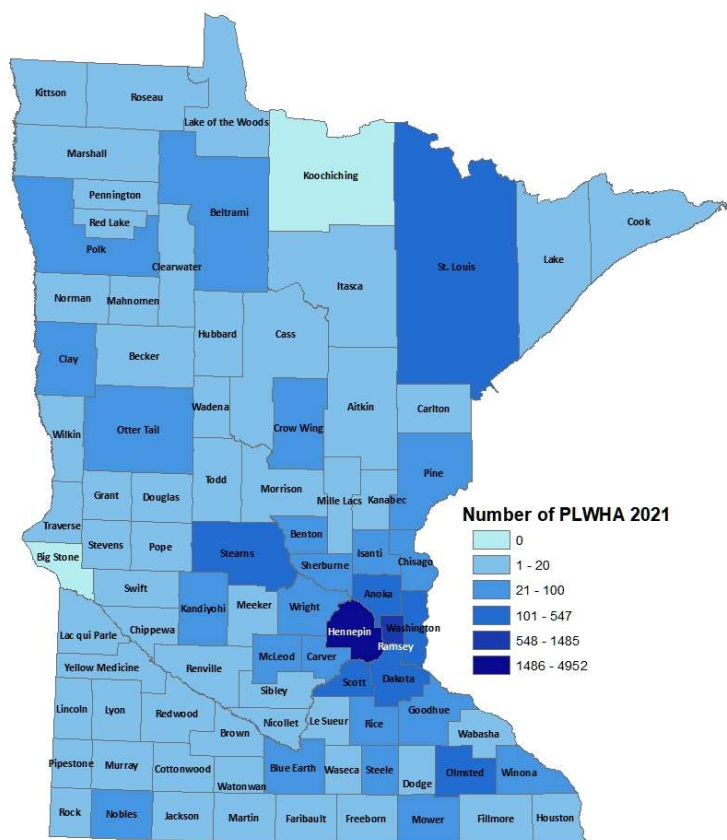 Kittson
Roseau
Lake of the Woods
Marshall
Koochiching
Pennington
Beltrami
Red Lake
Polk
Clearwater
St. Louis
Lake
Cook
Itasca
Norman
Mahnomen
Hubbard
Cass
Clay
Becker
Wadena
Aitkin
Carlton
Crow Wing
Otter Tail
Wilkin
Pine
Todd
Morrison
Mille Lacs
Kanabec
Grant
Douglas
Traverse
Benton
Stevens
Pope
Stearns
Isanti
Chisago
Big Stone
Sherburne
Swift
Anoka
Kandiyohi
Meeker
Wright
Hennepin
Washington
Ramsey
Lac qui Parle
Chippewa
McLeod
Carver
Yellow Medicine
Renville
Scott
Dakota
Sibley
Lincoln
Lyon
Redwood
Nicollet
Le Sueur
Rice
Goodhue
Brown
Wabasha
Pipestone
Murray
Cottonwood
Watonwan
Blue Earth
Waseca
Steele
Dodge
Olmsted
Winona
Rock
Nobles
Jackson
Martin
Faribault
Freeborn
Mower
Fillmore
Houston
Number of PLWHA 2021
0
1 - 20
21 - 100
101 - 547
548 - 1485
1486 - 4952